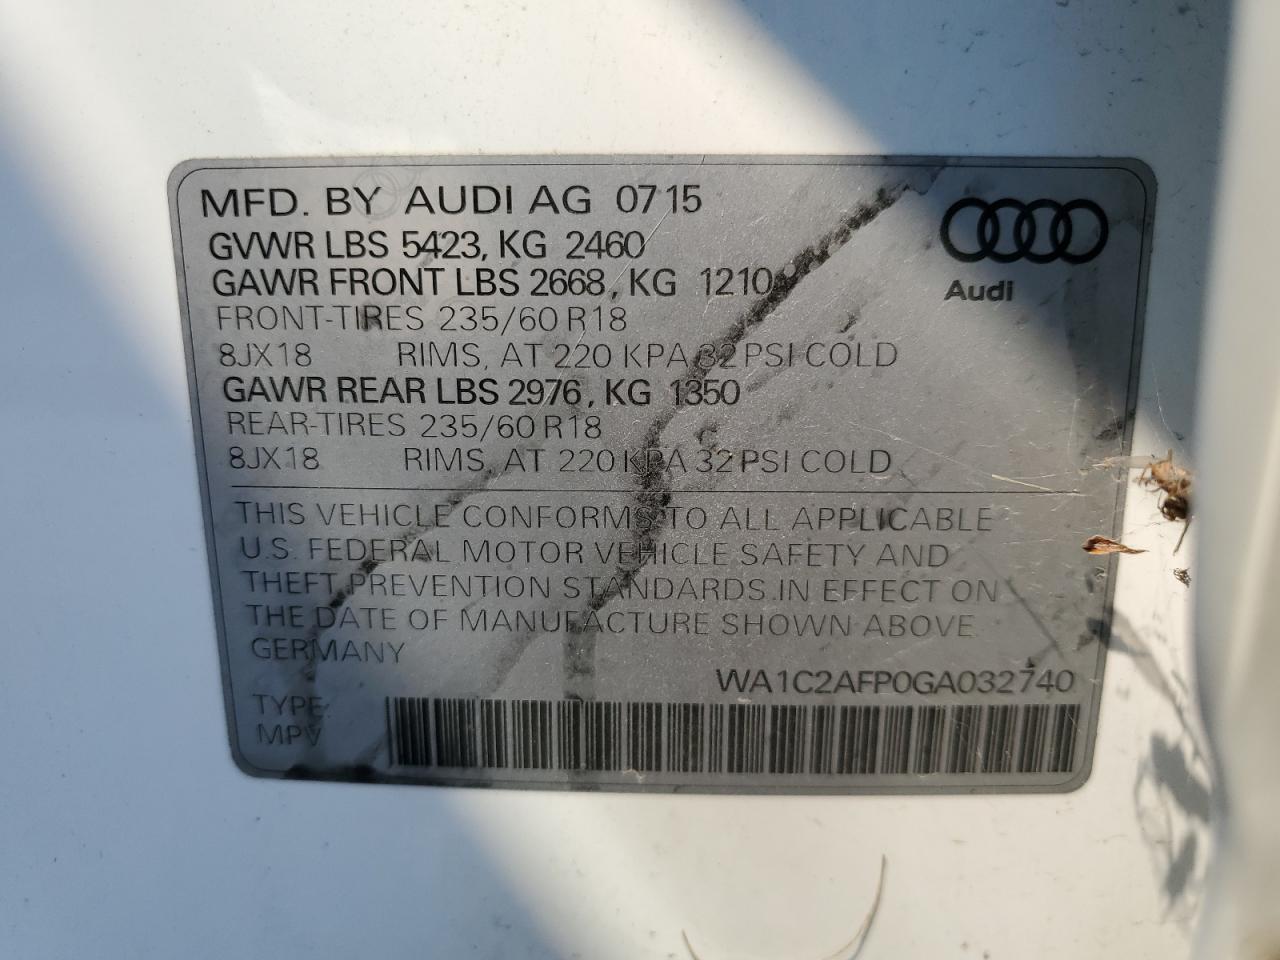 MFD. BY AUDI AG 0715
GVWR LBS 5423, KG 2460
GAWR FRONT LBS 2668, KG 1210
FRONT-TIRES 235/60 R18
8JX18 RIMS, AT 220 KPA 32 PSI COLD
GAWR REAR LBS 2976, KG 1350
REAR-TIRES 235/60 R18
8JX18 RIMS, AT 220 KPA 32 PSI COLD
Audi
THIS VEHICLE CONFORMS TO ALL APPLICABLE
U.S. FEDERAL MOTOR VEHICLE SAFETY AND
THEFT PREVENTION STANDARDS IN EFFECT ON
THE DATE OF MANUFACTURE SHOWN ABOVE
GERMANY
WA1C2AFP0GA032740
TYPE:
MPV